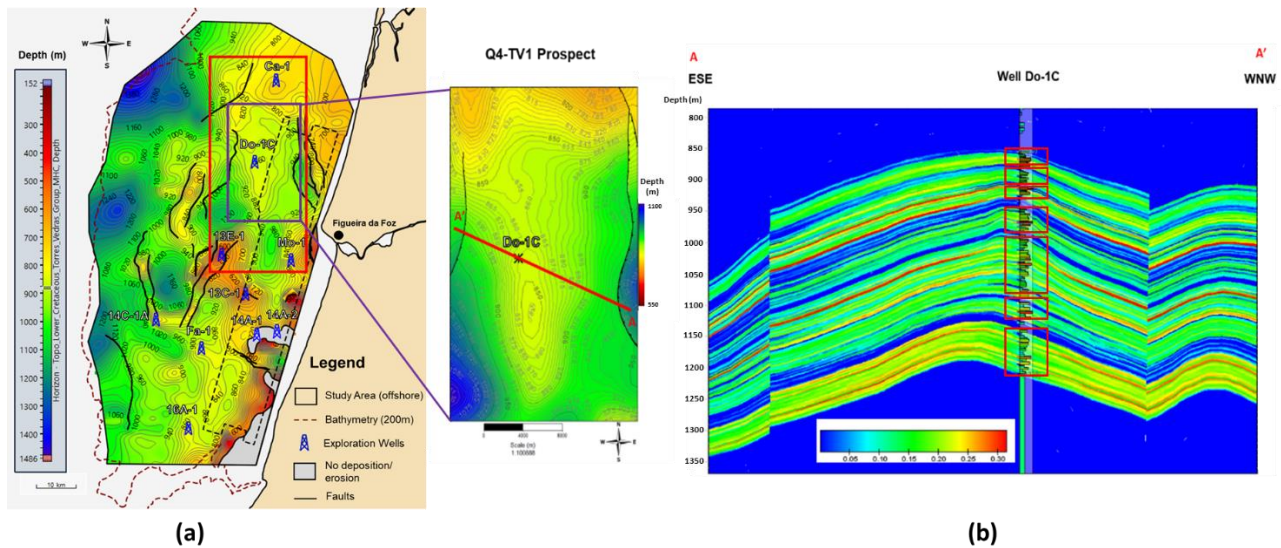 N
W
E
S
Depth (m)
152
200
300
400
500
600
700
800
900
1000
1100
1200
1300
1400
1486
Horizon - Topo_Lower_Cretaceous_Torres_Vedras_Group_MHC, Depth
Ca-1
Do-1C
Figueira da Foz
13E-1
Mo-1
13C-1
14C-1A
14A-1
14A-2
Fa-1
16A-1
10 km
Legend
Study Area (offshore)
Bathymetry (200m)
Exploration Wells
No deposition/
erosion
Faults
(a)
Q4-TV1 Prospect
A'
Do-1C
A
Depth
(m)
1100
550
Scale (m)
N
W
E
S
A
ESE
Well Do-1C
A'
WNW
Depth(m)
800
850
900
950
1000
1050
1100
1150
1200
1250
1300
1350
0.05
0.10
0.15
0.20
0.25
0.30
(b)